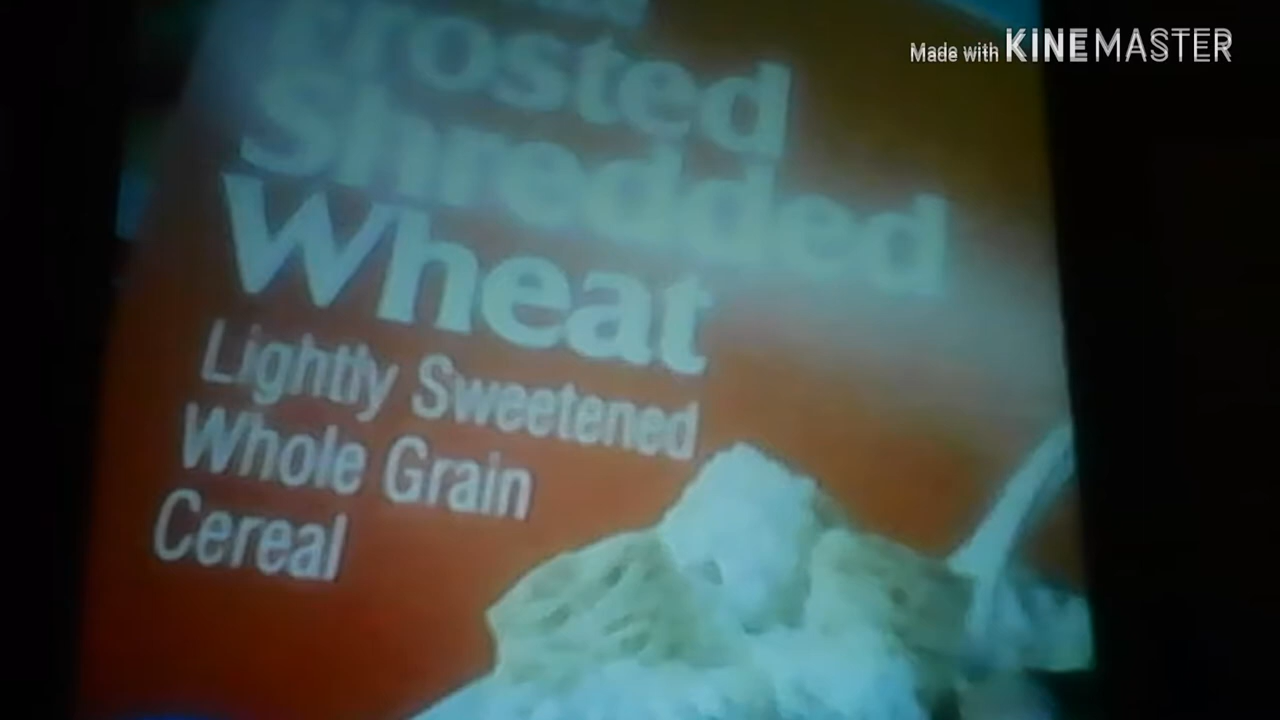 Made with KINEMASTER
Frosted
Shredded
Wheat
Lightly Sweetened
Whole Grain
Cereal